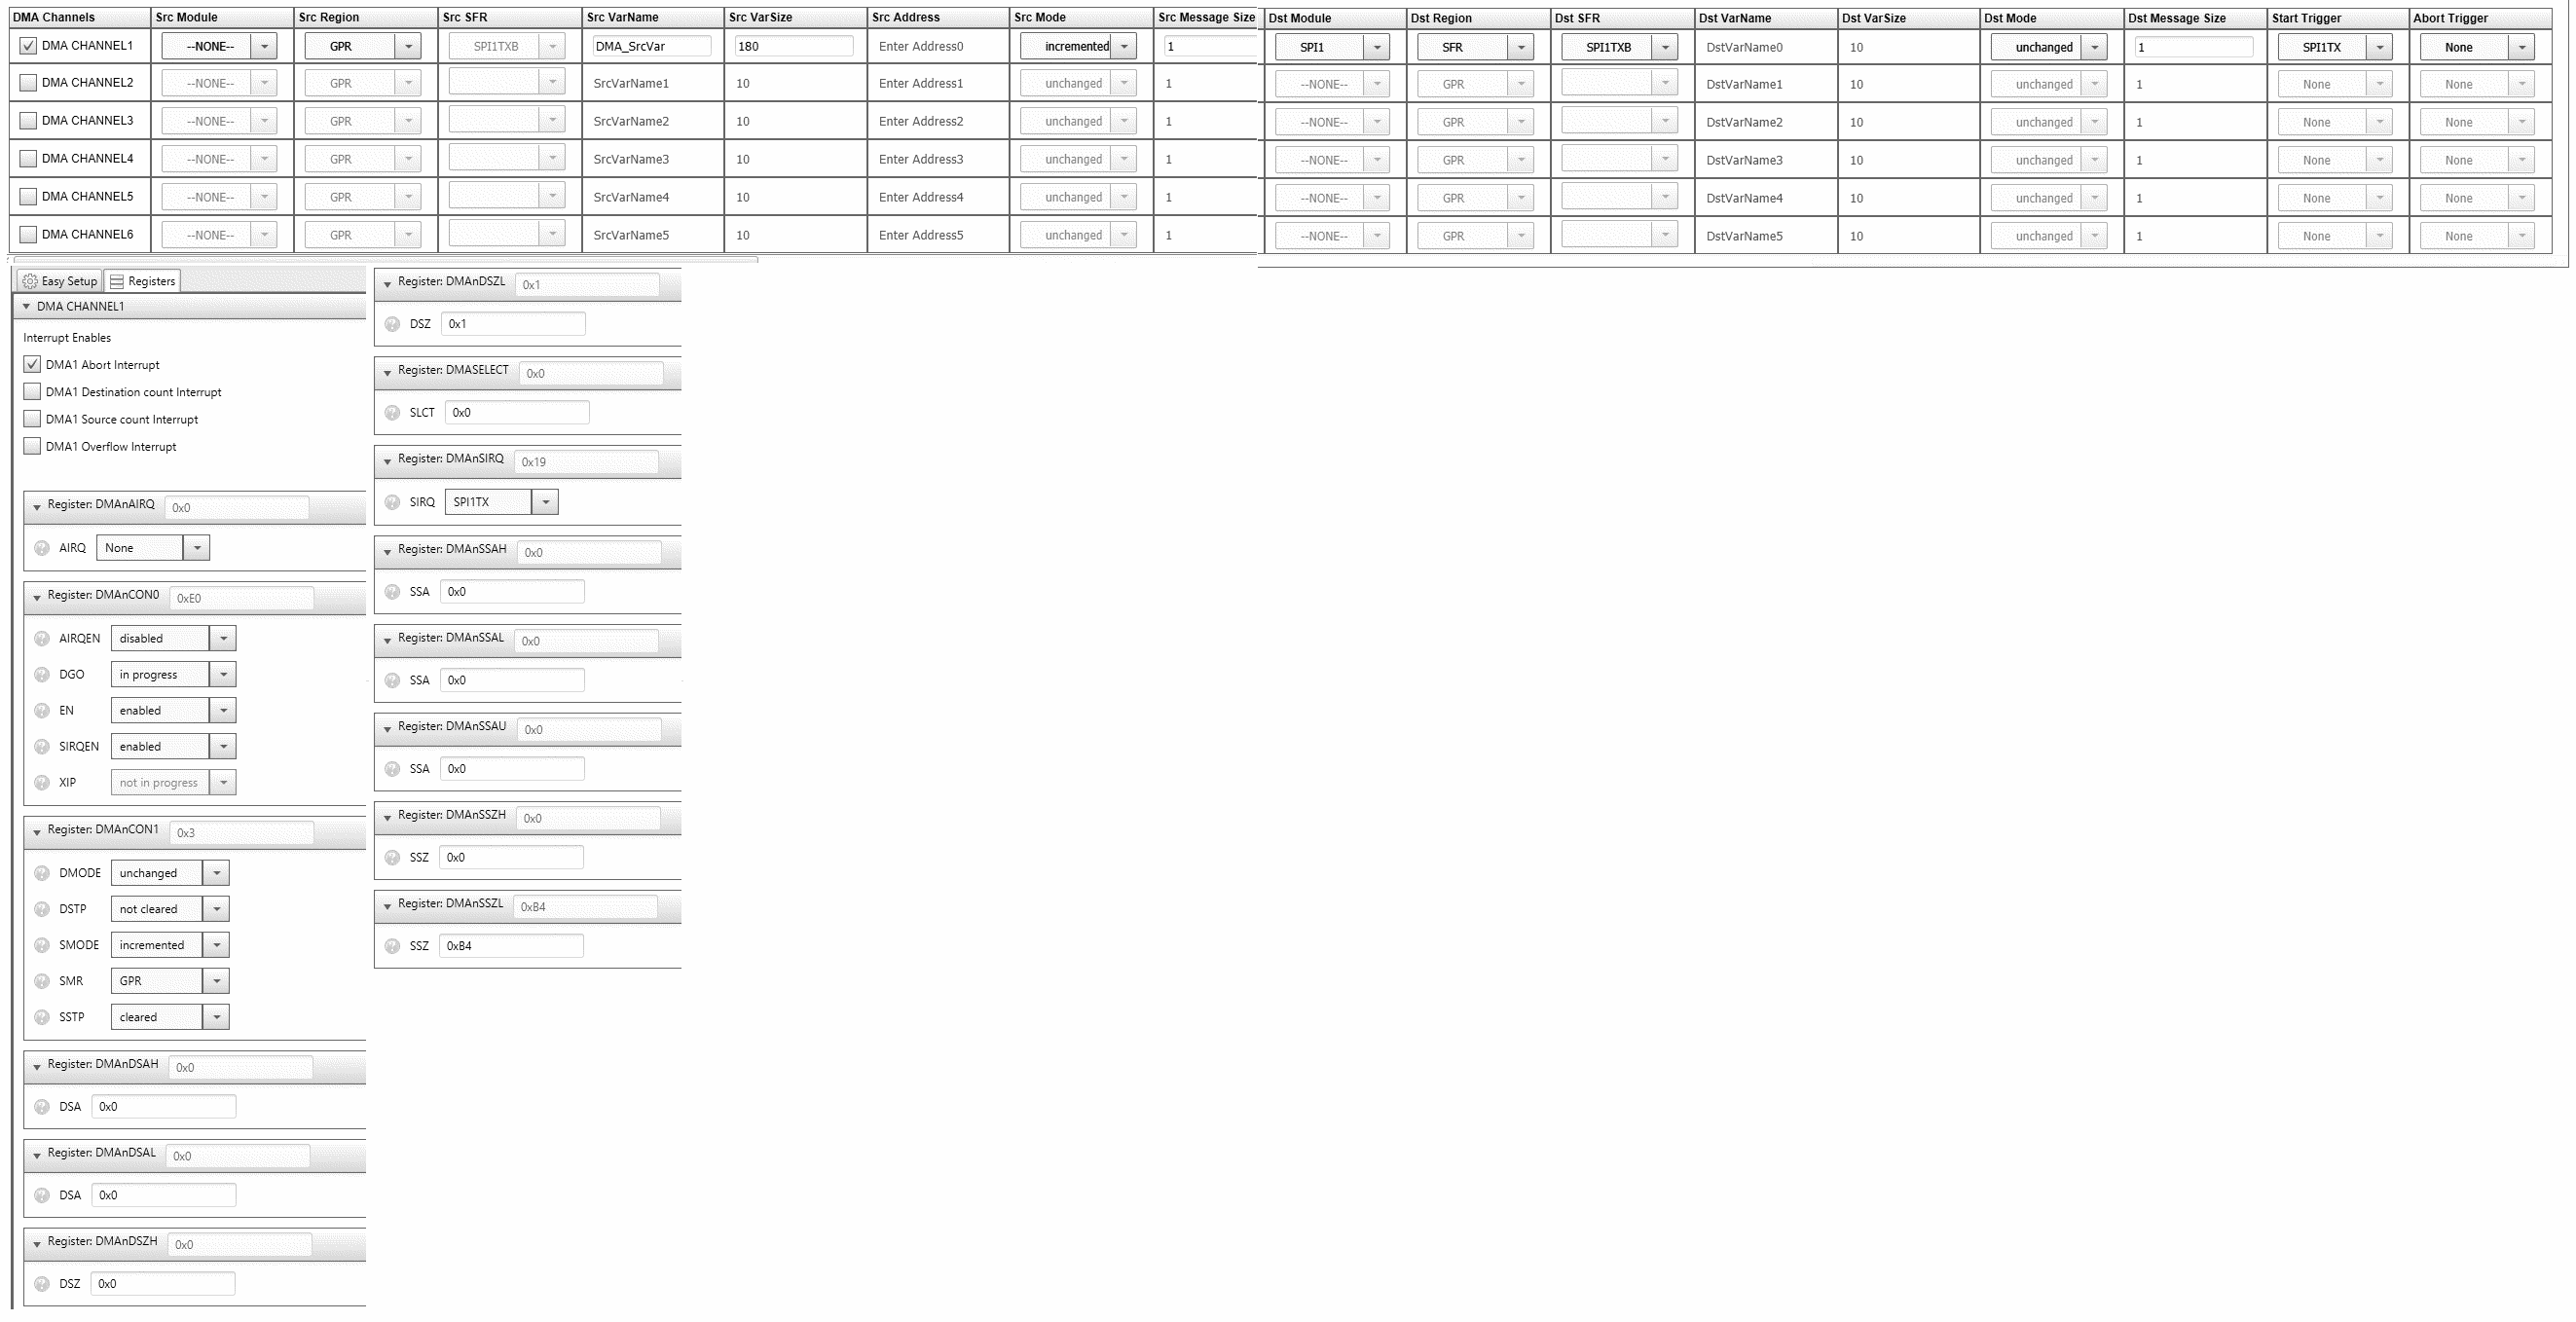 DMA Channels Src Module Src Region Src SFR Src VarName Src VarSize Src Address Src Mode Src Message Size Dst Module Dst Region Dst SFR Dst VarName Dst VarSize Dst Mode Dst Message Size Start Trigger Abort Trigger
DMA CHANNEL1 --NONE-- GPR SPI1TXB DMA_SrcVar 180 Enter Address0 incremented 1 SPI1 SFR SPI1TXB DstVarName0 10 unchanged 1 SPI1TX None
DMA CHANNEL2 --NONE-- GPR SrcVarName1 10 Enter Address1 unchanged 1 --NONE-- GPR DstVarName1 10 unchanged 1 None None
DMA CHANNEL3 --NONE-- GPR SrcVarName2 10 Enter Address2 unchanged 1 --NONE-- GPR DstVarName2 10 unchanged 1 None None
DMA CHANNEL4 --NONE-- GPR SrcVarName3 10 Enter Address3 unchanged 1 --NONE-- GPR DstVarName3 10 unchanged 1 None None
DMA CHANNEL5 --NONE-- GPR SrcVarName4 10 Enter Address4 unchanged 1 --NONE-- GPR DstVarName4 10 unchanged 1 None None
DMA CHANNEL6 --NONE-- GPR SrcVarName5 10 Enter Address5 unchanged 1 --NONE-- GPR DstVarName5 10 unchanged 1 None None
Easy Setup Registers
DMA CHANNEL1
Interrupt Enables
DMA1 Abort Interrupt
DMA1 Destination count Interrupt
DMA1 Source count Interrupt
DMA1 Overflow Interrupt
Register: DMAnAIRQ 0x0
AIRQ None
Register: DMAnCON0 0xE0
AIRQEN disabled
DGO in progress
EN enabled
SIRQEN enabled
XIP not in progress
Register: DMAnCON1 0x3
DMODE unchanged
DSTP not cleared
SMODE incremented
SMR GPR
SSTP cleared
Register: DMAnDSAH 0x0
DSA 0x0
Register: DMAnDSAL 0x0
DSA 0x0
Register: DMAnDSZH 0x0
DSZ 0x0
Register: DMAnDSZL 0x1
DSZ 0x1
Register: DMASELECT 0x0
SLCT 0x0
Register: DMAnSIRQ 0x19
SIRQ SPI1TX
Register: DMAnSSAH 0x0
SSA 0x0
Register: DMAnSSAL 0x0
SSA 0x0
Register: DMAnSSAU 0x0
SSA 0x0
Register: DMAnSSZH 0x0
SSZ 0x0
Register: DMAnSSZL 0xB4
SSZ 0xB4